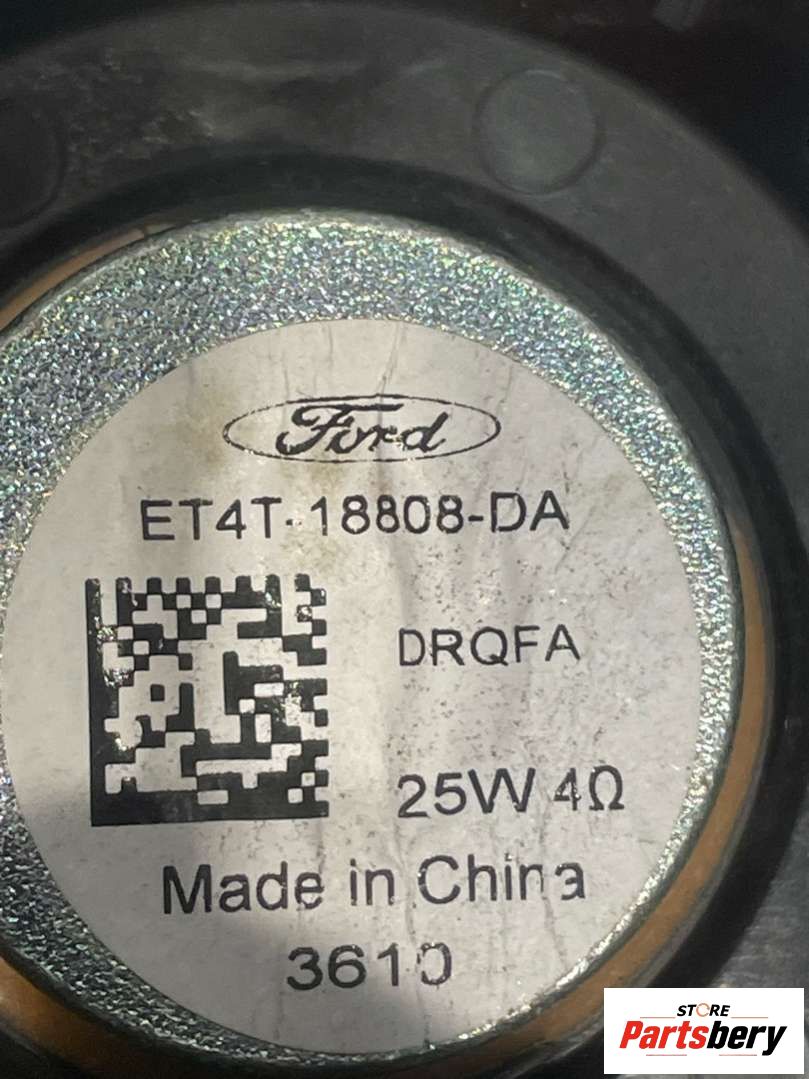 Ford
ET4T-18808-DA
DRQFA
25W 4Ω
Made in China
3610
STORE
Partsbery